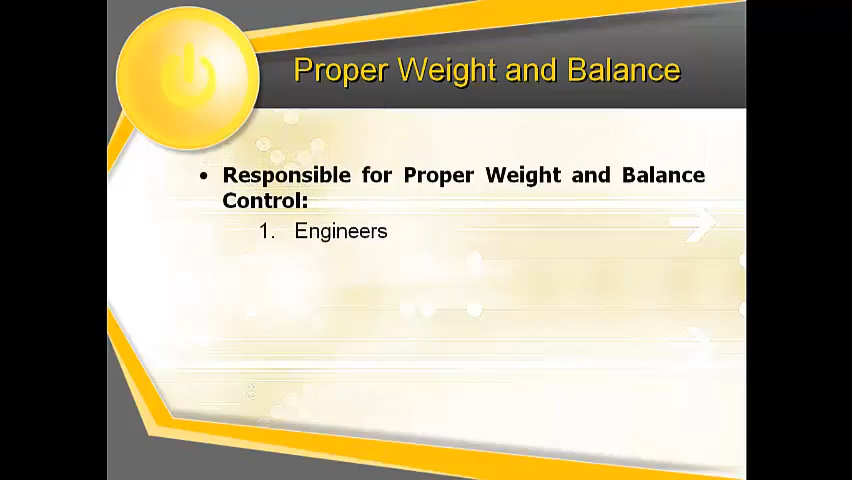 Proper Weight and Balance
• Responsible for Proper Weight and Balance
Control:
1. Engineers